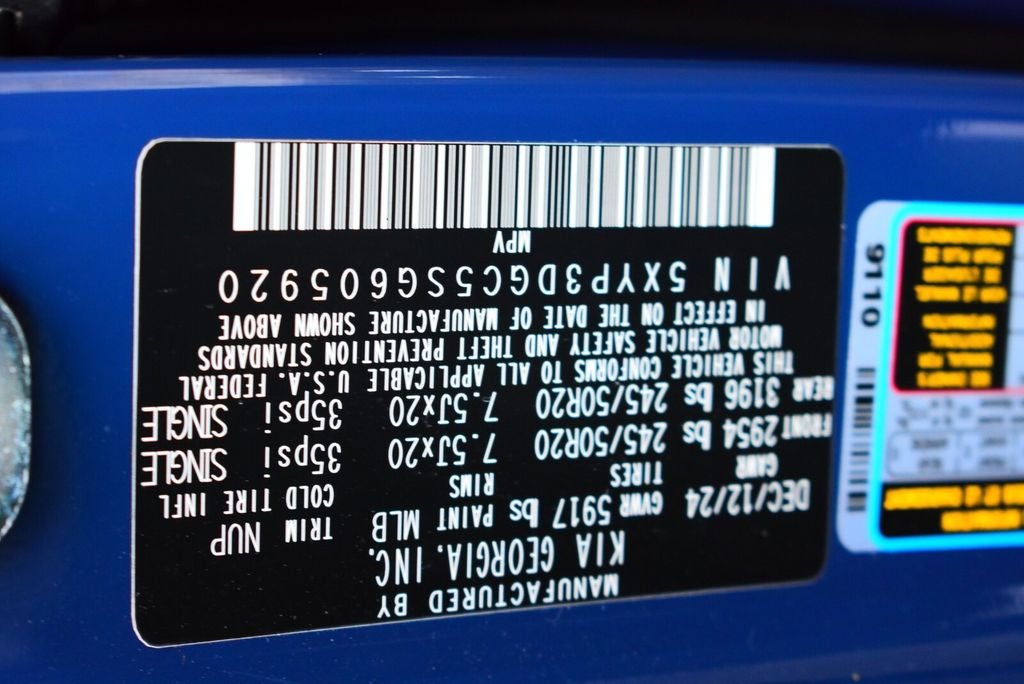 MANUFACTURED BY
KIA GEORGIA, INC.
DEC/12/24 GVWR 5917 lbs PAINT MLB TRIM NUP
GAWR TIRES RIMS COLD TIRE INFL
FRONT 2954 lbs 245/50R20 7.5Jx20 35psi SINGLE
REAR 3196 lbs 245/50R20 7.5Jx20 35psi SINGLE
THIS VEHICLE CONFORMS TO ALL APPLICABLE U.S.A. FEDERAL
MOTOR VEHICLE SAFETY AND THEFT PREVENTION STANDARDS
IN EFFECT ON THE DATE OF MANUFACTURE SHOWN ABOVE
VIN 5XYP3DGC5SG605920
MPV
9110